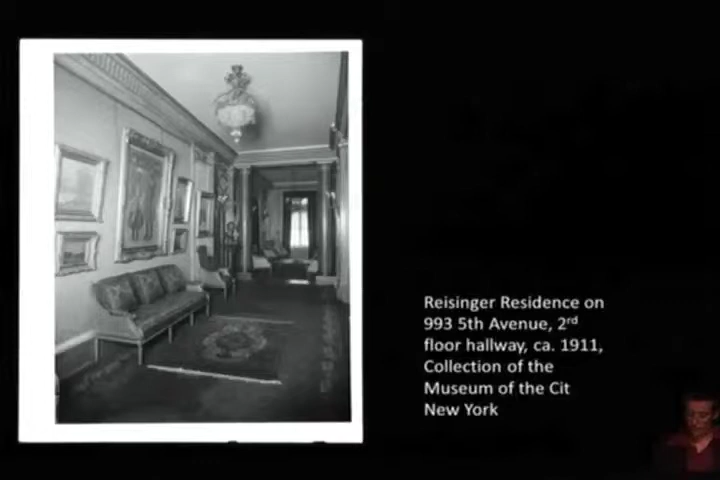 Reisinger Residence on
993 5th Avenue, 2rd
floor hallway, ca. 1911,
Collection of the
Museum of the Cit
New York